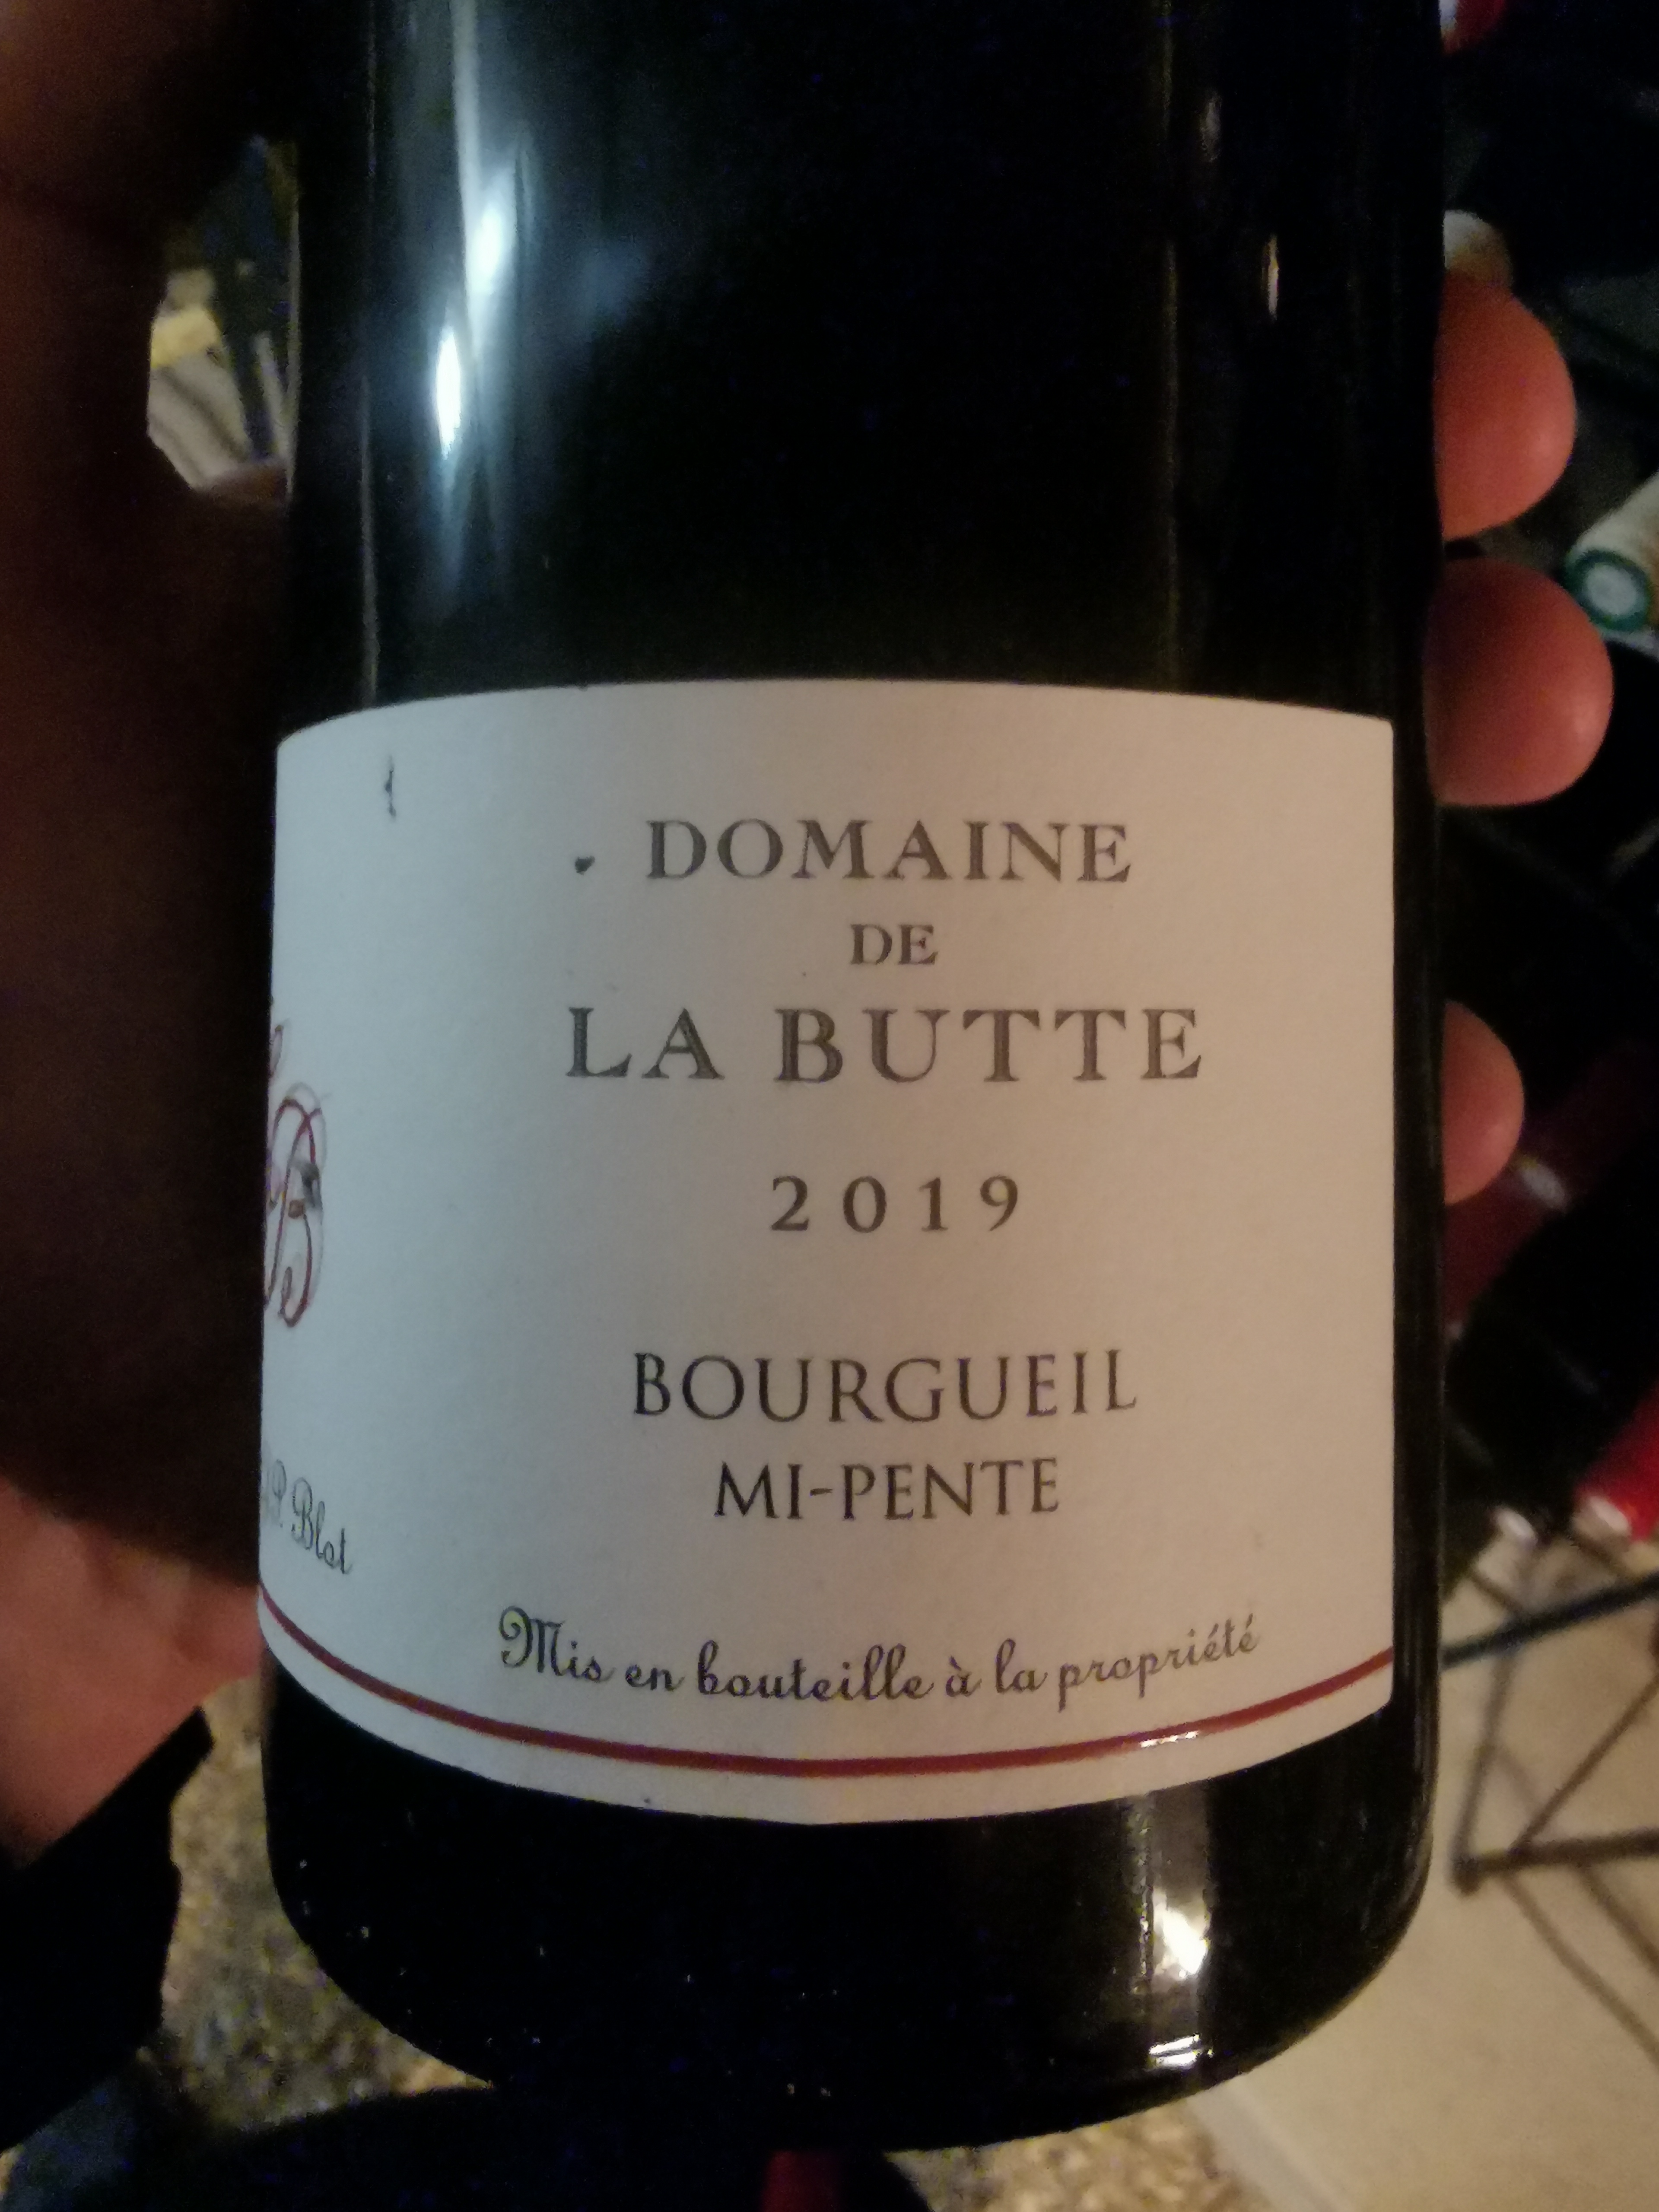 DOMAINE
DE
LA BUTTE
2019
BOURGUEIL
MI-PENTE
Blot
Mis en bouteille à la propriété